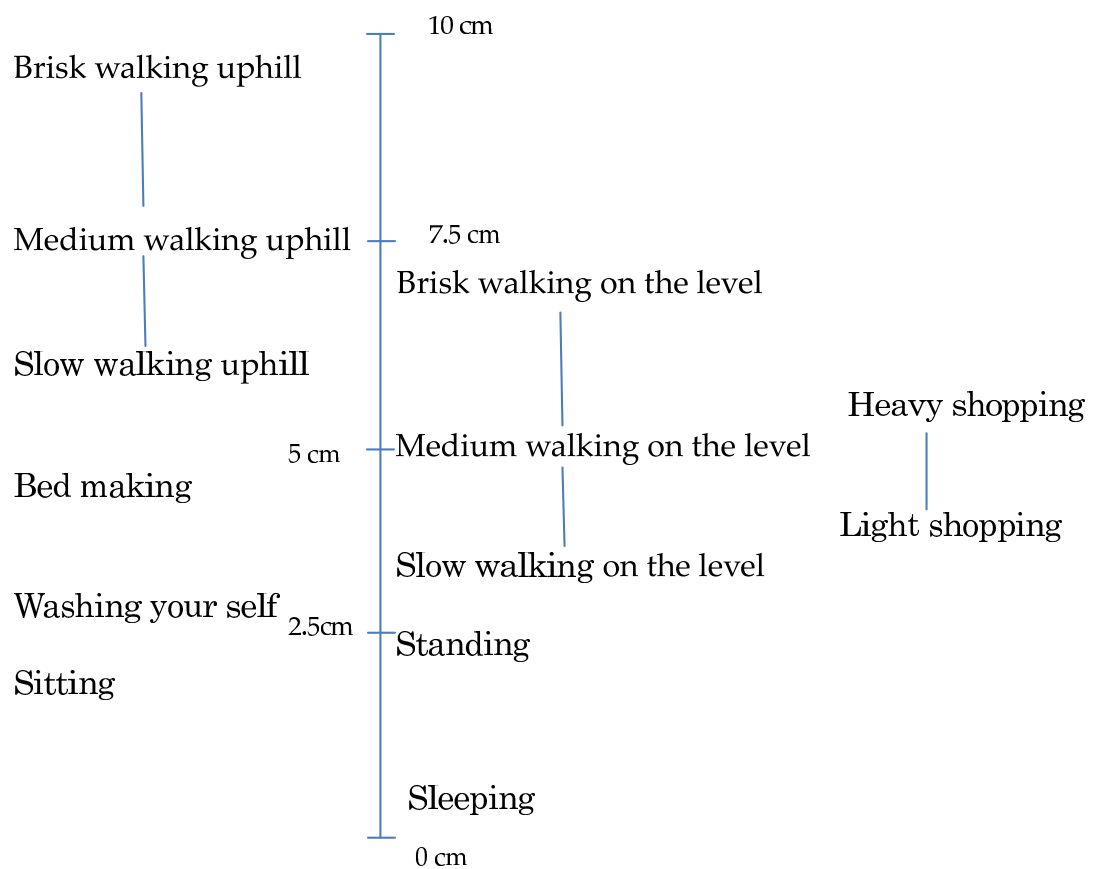 10 cm
Brisk walking uphill
7.5 cm
Medium walking uphill
Brisk walking on the level
Slow walking uphill
Heavy shopping
Medium walking on the level
5 cm
Bed making
Light shopping
Slow walking on the level
Washing your self
2.5cm
Standing
Sitting
Sleeping
0 cm